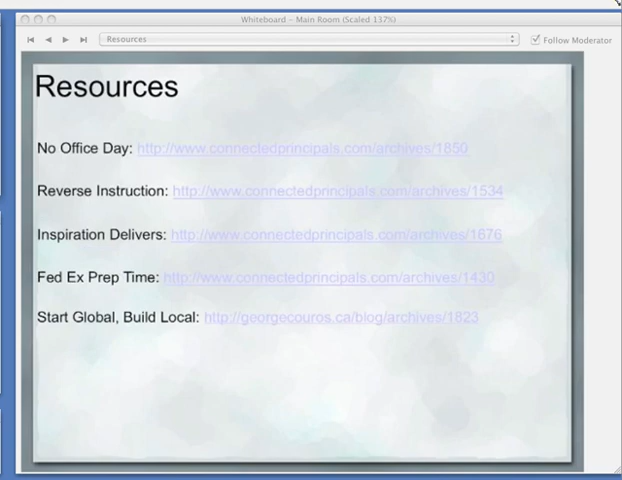 Whiteboard – Main Room (Scaled 137%)
Resources
Follow Moderator
Resources
No Office Day: http://www.connectedprincipals.com/archives/1850
Reverse Instruction: http://www.connectedprincipals.com/archives/1534
Inspiration Delivers: http://www.connectedprincipals.com/archives/1876
Fed Ex Prep Time: http://www.connectedprincipals.com/archives/1430
Start Global, Build Local: http://georgecouros.ca/blog/archives/1823